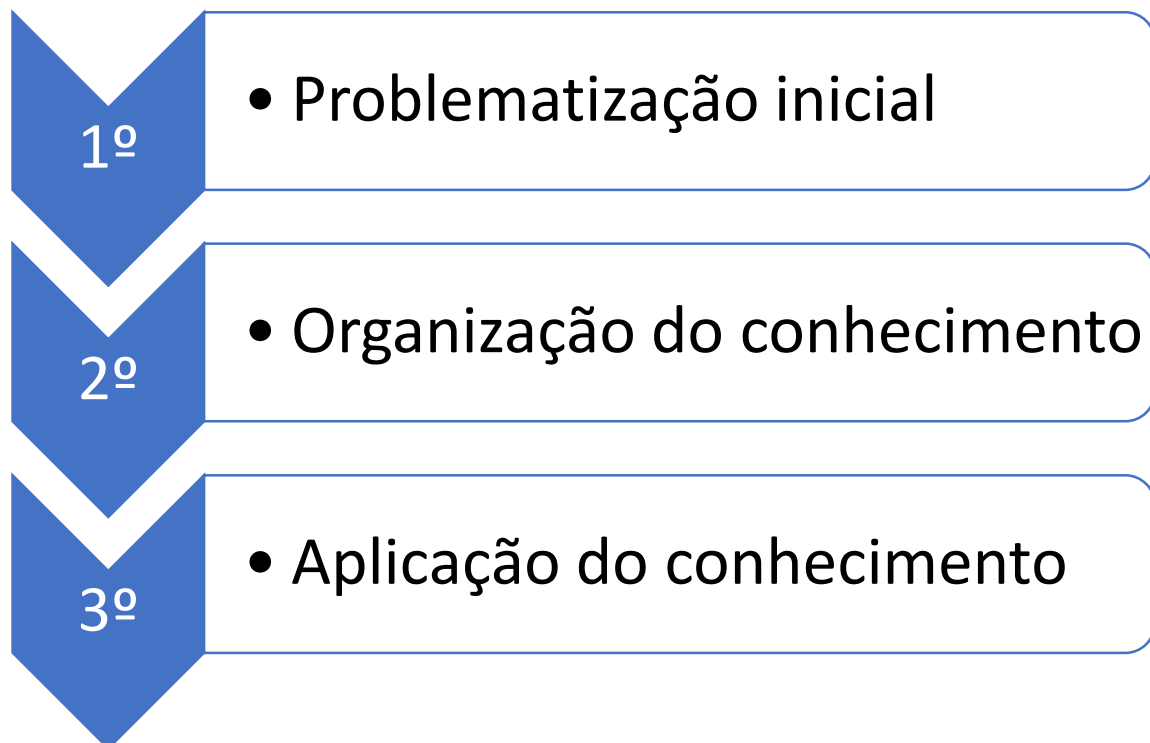 1º
• Problematização inicial
2º
• Organização do conhecimento
3º
• Aplicação do conhecimento